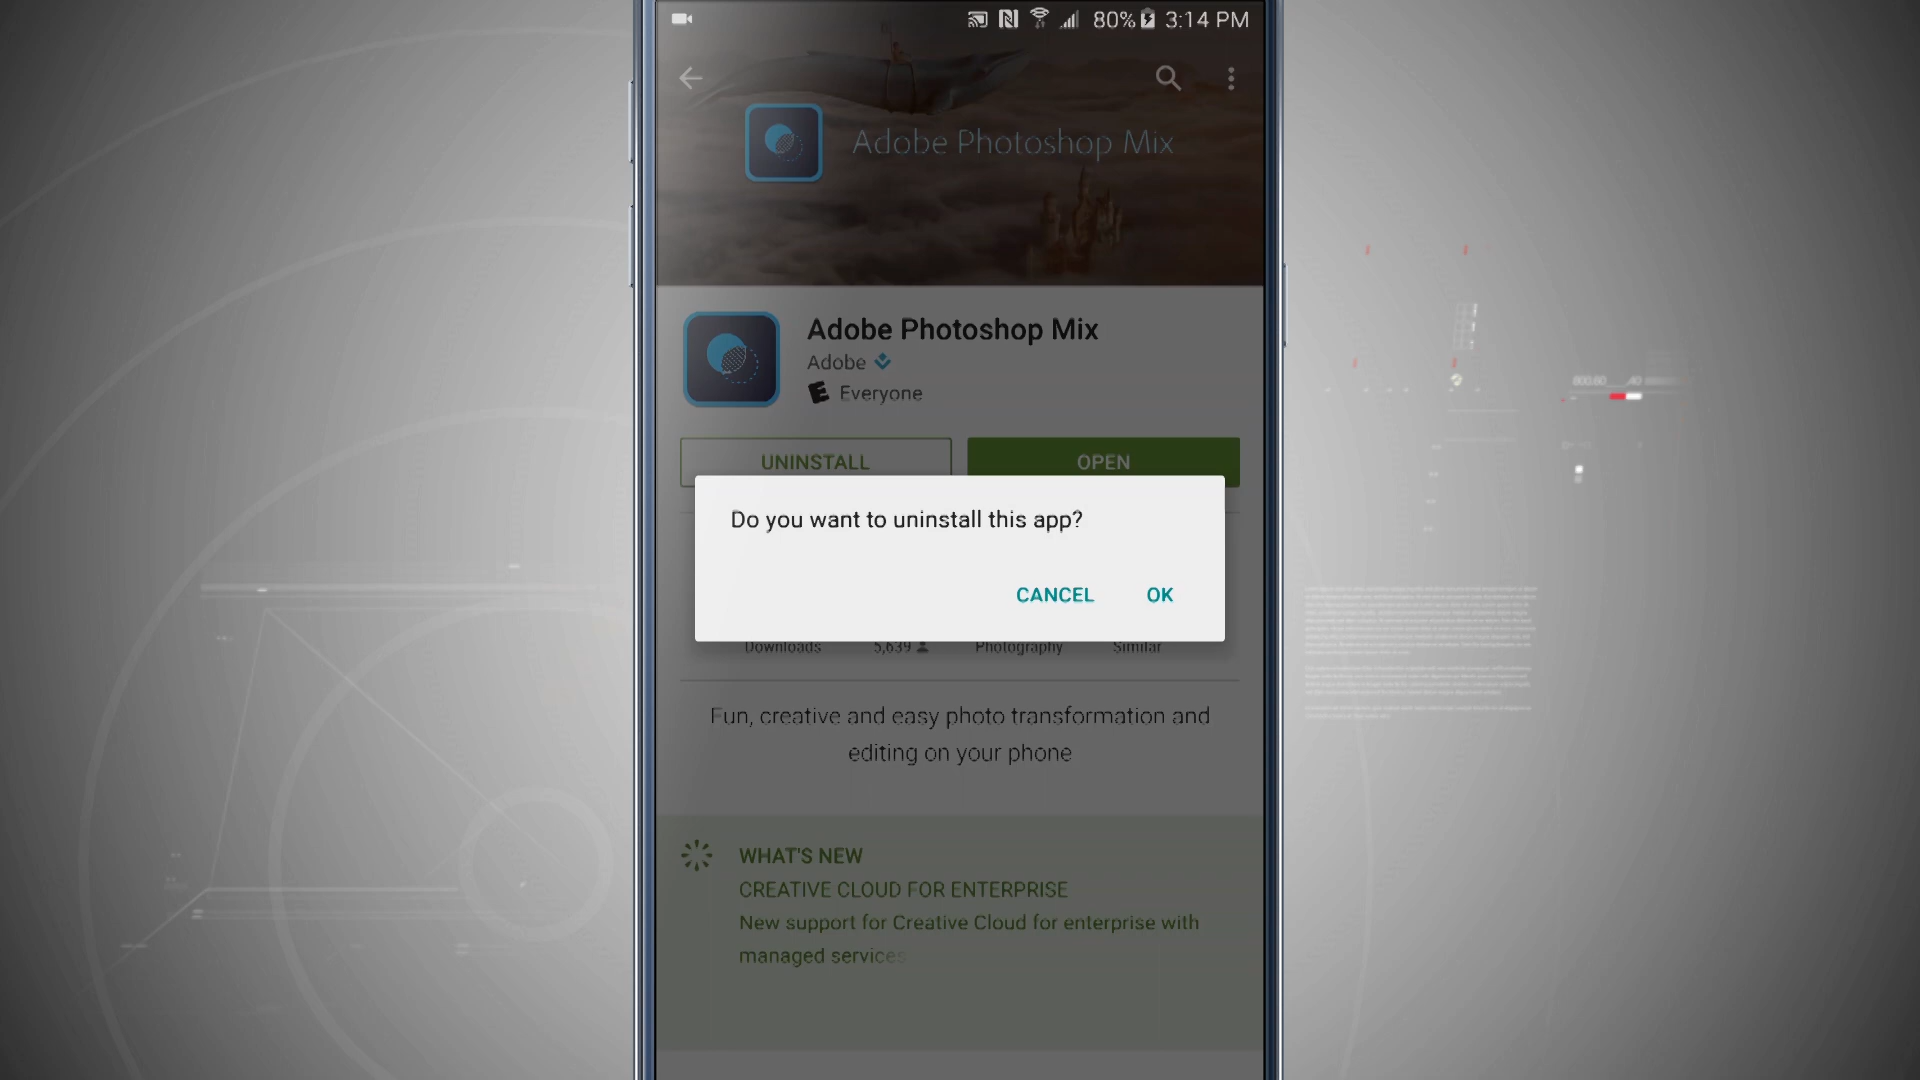 80% 3:14 PM
Adobe Photoshop Mix
Adobe Photoshop Mix
Adobe
E Everyone
UNINSTALL OPEN
Do you want to uninstall this app?
CANCEL OK
Downloads 5,639 Photography Similar
Fun, creative and easy photo transformation and
editing on your phone
WHAT'S NEW
CREATIVE CLOUD FOR ENTERPRISE
New support for Creative Cloud for enterprise with
managed services